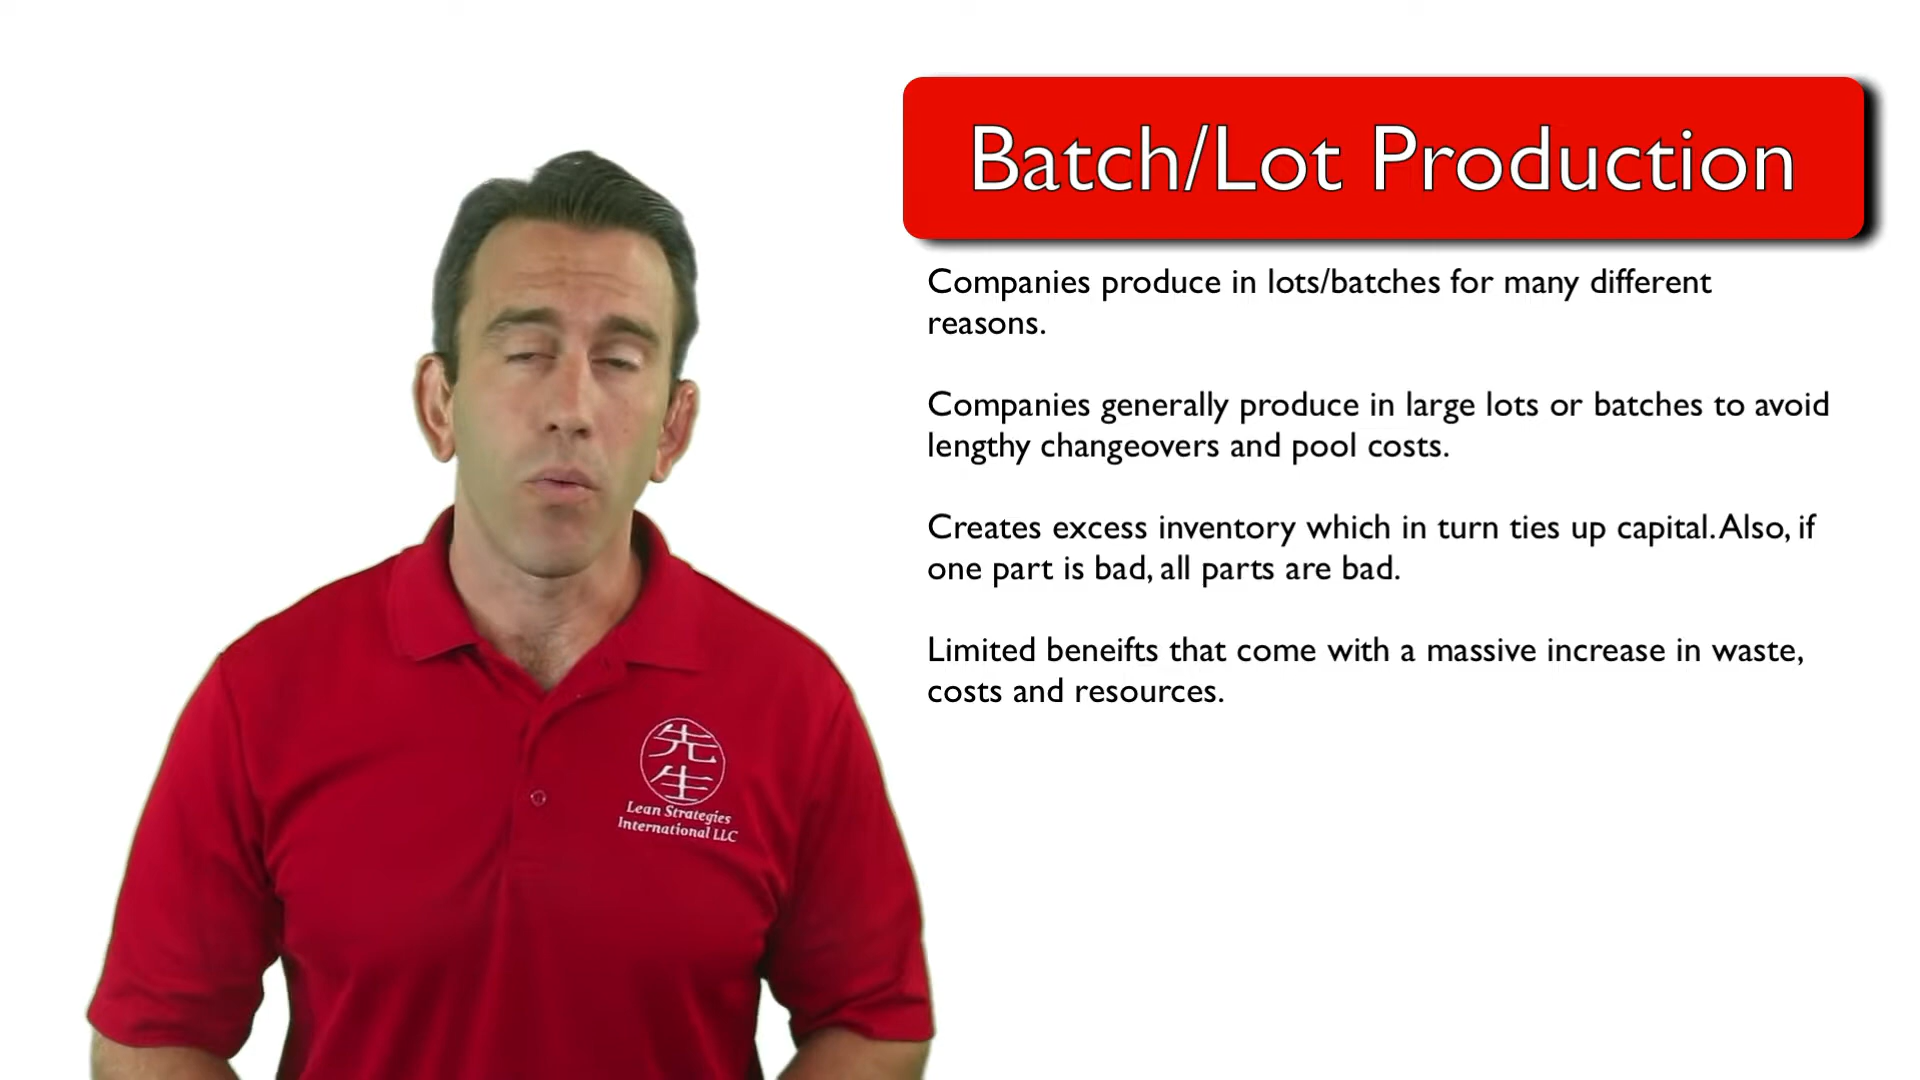 Batch/Lot Production
Companies produce in lots/batches for many different
reasons.
Companies generally produce in large lots or batches to avoid
lengthy changeovers and pool costs.
Creates excess inventory which in turn ties up capital. Also, if
one part is bad, all parts are bad.
Limited beneifts that come with a massive increase in waste,
costs and resources.
先
生
Lean Strategies
International LLC